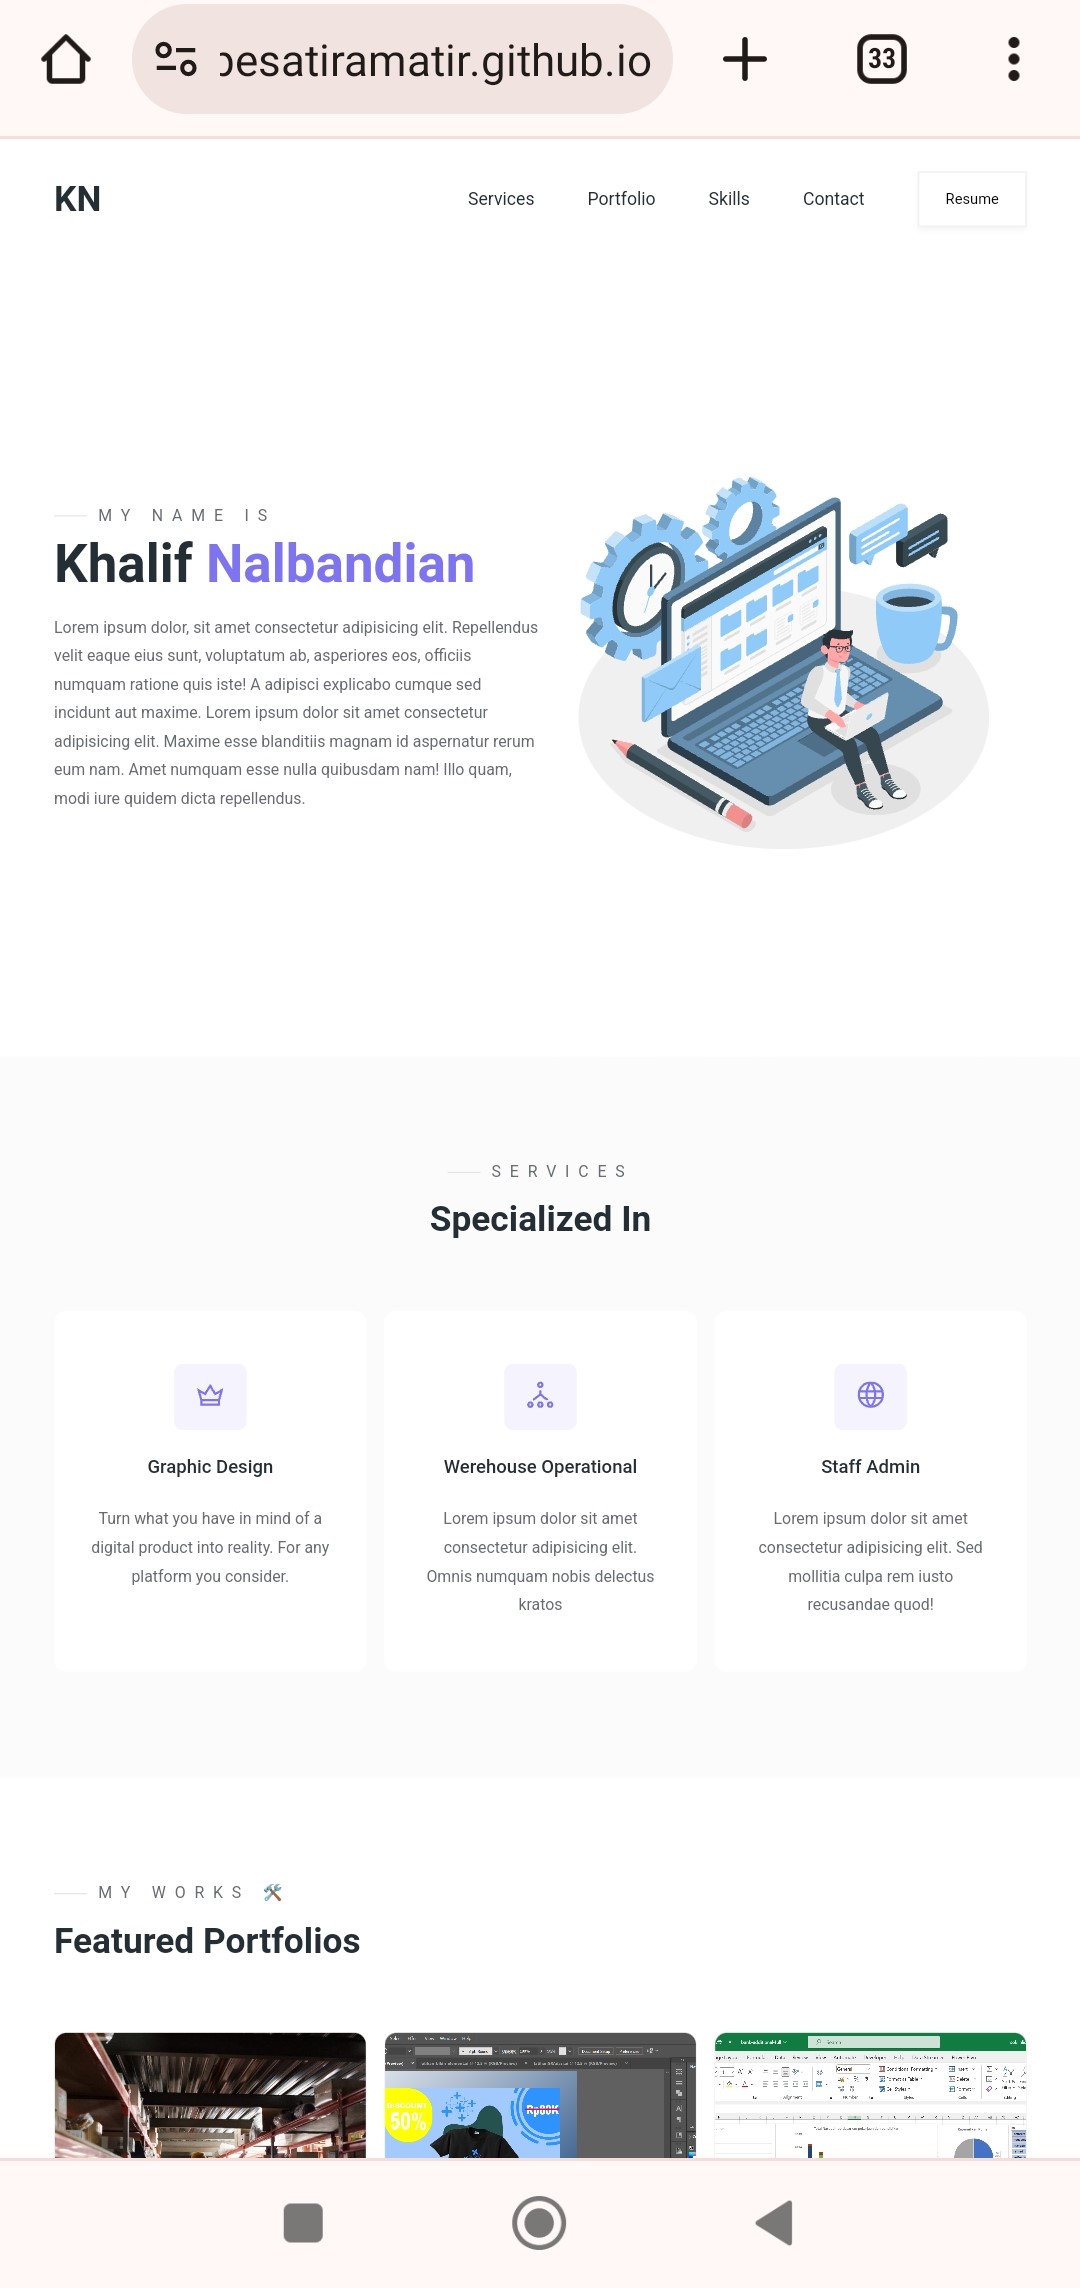 besatiramatir.github.io
33
KN
Services Portfolio Skills Contact Resume
MY NAME IS
Khalif Nalbandian
Lorem ipsum dolor, sit amet consectetur adipisicing elit. Repellendus
velit eaque eius sunt, voluptatum ab, asperiores eos, officiis
numquam ratione quis iste! A adipisci explicabo cumque sed
incidunt aut maxime. Lorem ipsum dolor sit amet consectetur
adipisicing elit. Maxime esse blanditiis magnam id aspernatur rerum
eum nam. Amet numquam esse nulla quibusdam nam! Illo quam,
modi iure quidem dicta repellendus.
SERVICES
Specialized In
Graphic Design
Turn what you have in mind of a
digital product into reality. For any
platform you consider.
Werehouse Operational
Lorem ipsum dolor sit amet
consectetur adipisicing elit.
Omnis numquam nobis delectus
kratos
Staff Admin
Lorem ipsum dolor sit amet
consectetur adipisicing elit. Sed
mollitia culpa rem iusto
recusandae quod!
MY WORKS 🛠️
Featured Portfolios
50%
Rp80K